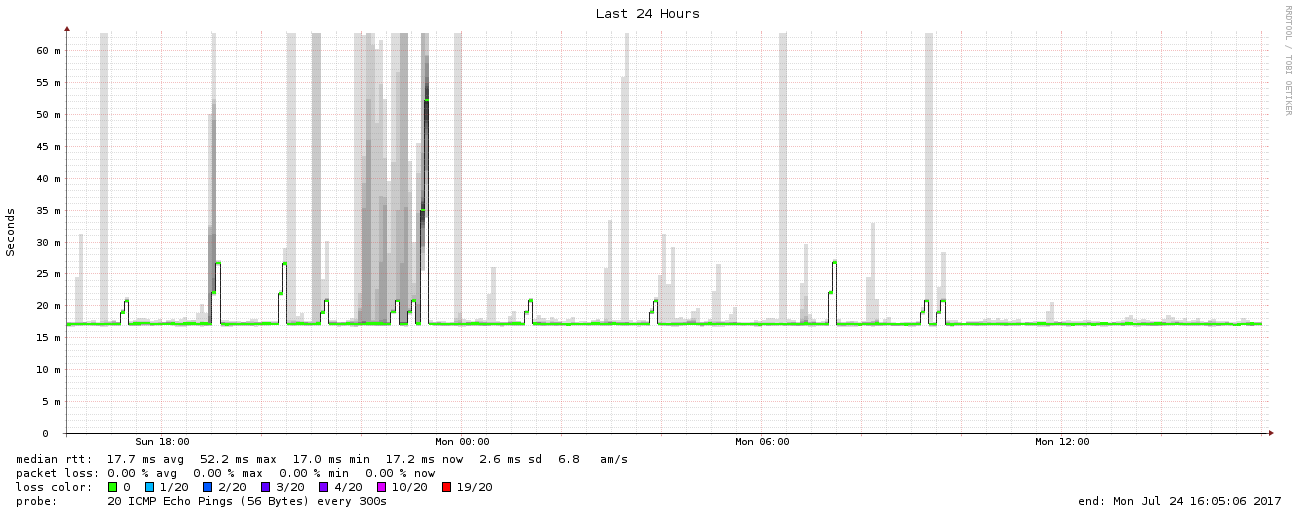 Last 24 Hours
RRDTOOL / TOBI OETIKER
Seconds
60 m
55 m
50 m
45 m
40 m
35 m
30 m
25 m
20 m
15 m
10 m
5 m
0
Sun 18:00 Mon 00:00 Mon 06:00 Mon 12:00
median rtt: 17.7 ms avg 52.2 ms max 17.0 ms min 17.2 ms now 2.6 ms sd 6.8 am/s
packet loss: 0.00 % avg 0.00 % max 0.00 % min 0.00 % now
loss color: 0 1/20 2/20 3/20 4/20 10/20 19/20
probe: 20 ICMP Echo Pings (56 Bytes) every 300s end: Mon Jul 24 16:05:06 2017